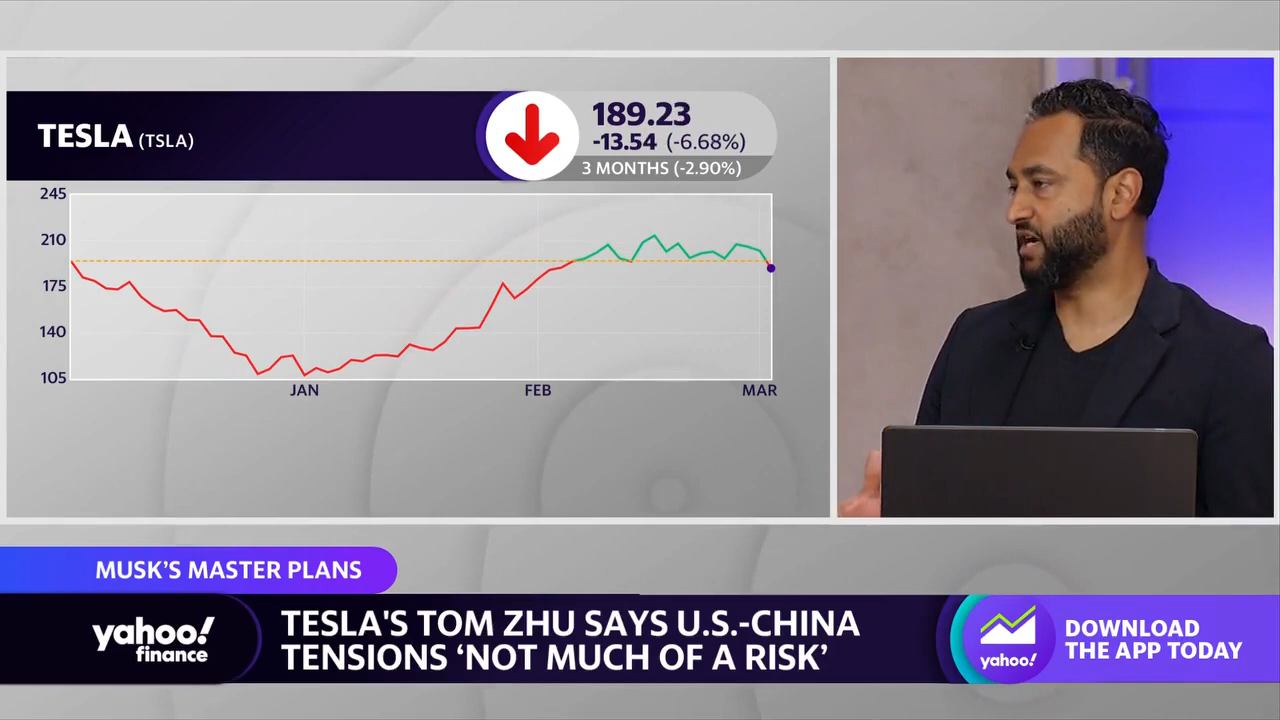 TESLA (TSLA)
189.23
-13.54 (-6.68%)
3 MONTHS (-2.90%)
245
210
175
140
105
JAN FEB MAR
MUSK'S MASTER PLANS
yahoo!
finance
TESLA'S TOM ZHU SAYS U.S.-CHINA
TENSIONS ‘NOT MUCH OF A RISK’
yahoo!
DOWNLOAD
THE APP TODAY